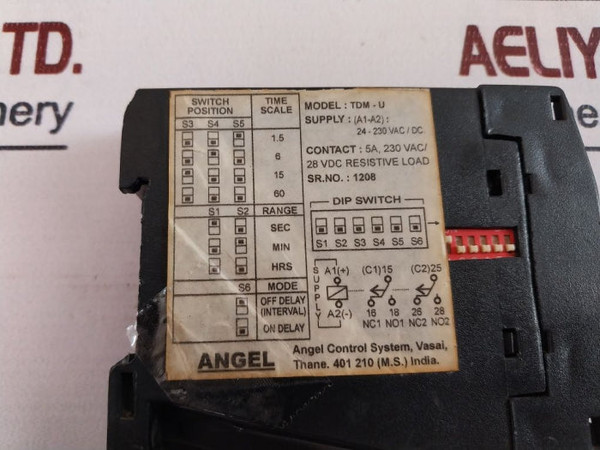 TD.
nery
AELIY
Machinery
SWITCH POSITION
TIME SCALE
S3 S4 S5
1.5
6
15
60
S1 S2 RANGE
SEC
MIN
HRS
S6 MODE
OFF DELAY (INTERVAL)
ON DELAY
MODEL : TDM - U
SUPPLY : (A1-A2) :
24 - 230 VAC / DC
CONTACT : 5A, 230 VAC/
28 VDC RESISTIVE LOAD
SR.NO. : 1208
DIP SWITCH
S1 S2 S3 S4 S5 S6
SUPPLY
A1(+) (C1)15 (C2)25
A2(-) 16 18 26 28
NC1 NO1 NC2 NO2
ANGEL
Angel Control System, Vasai,
Thane. 401 210 (M.S.) India.